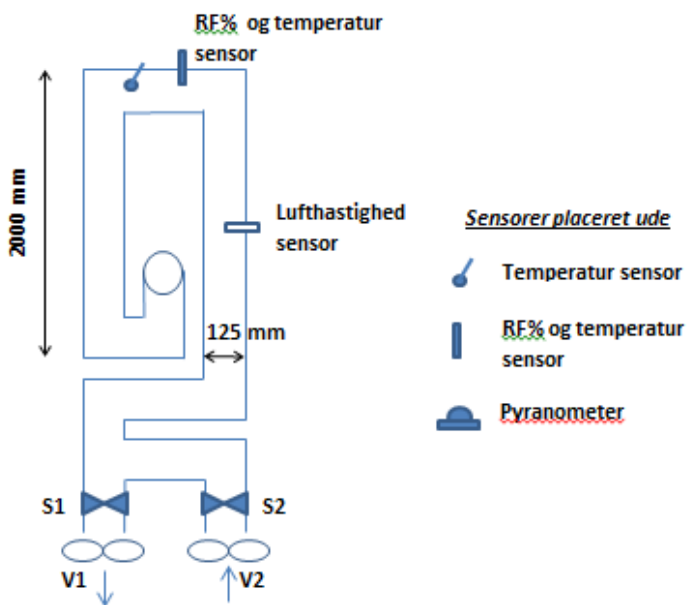 RF% og temperatur
sensor
2000 mm
Lufthastighed
sensor
125 mm
Sensorer placeret ude
Temperatur sensor
RF% og temperatur
sensor
Pyranometer
S1
S2
V1
V2